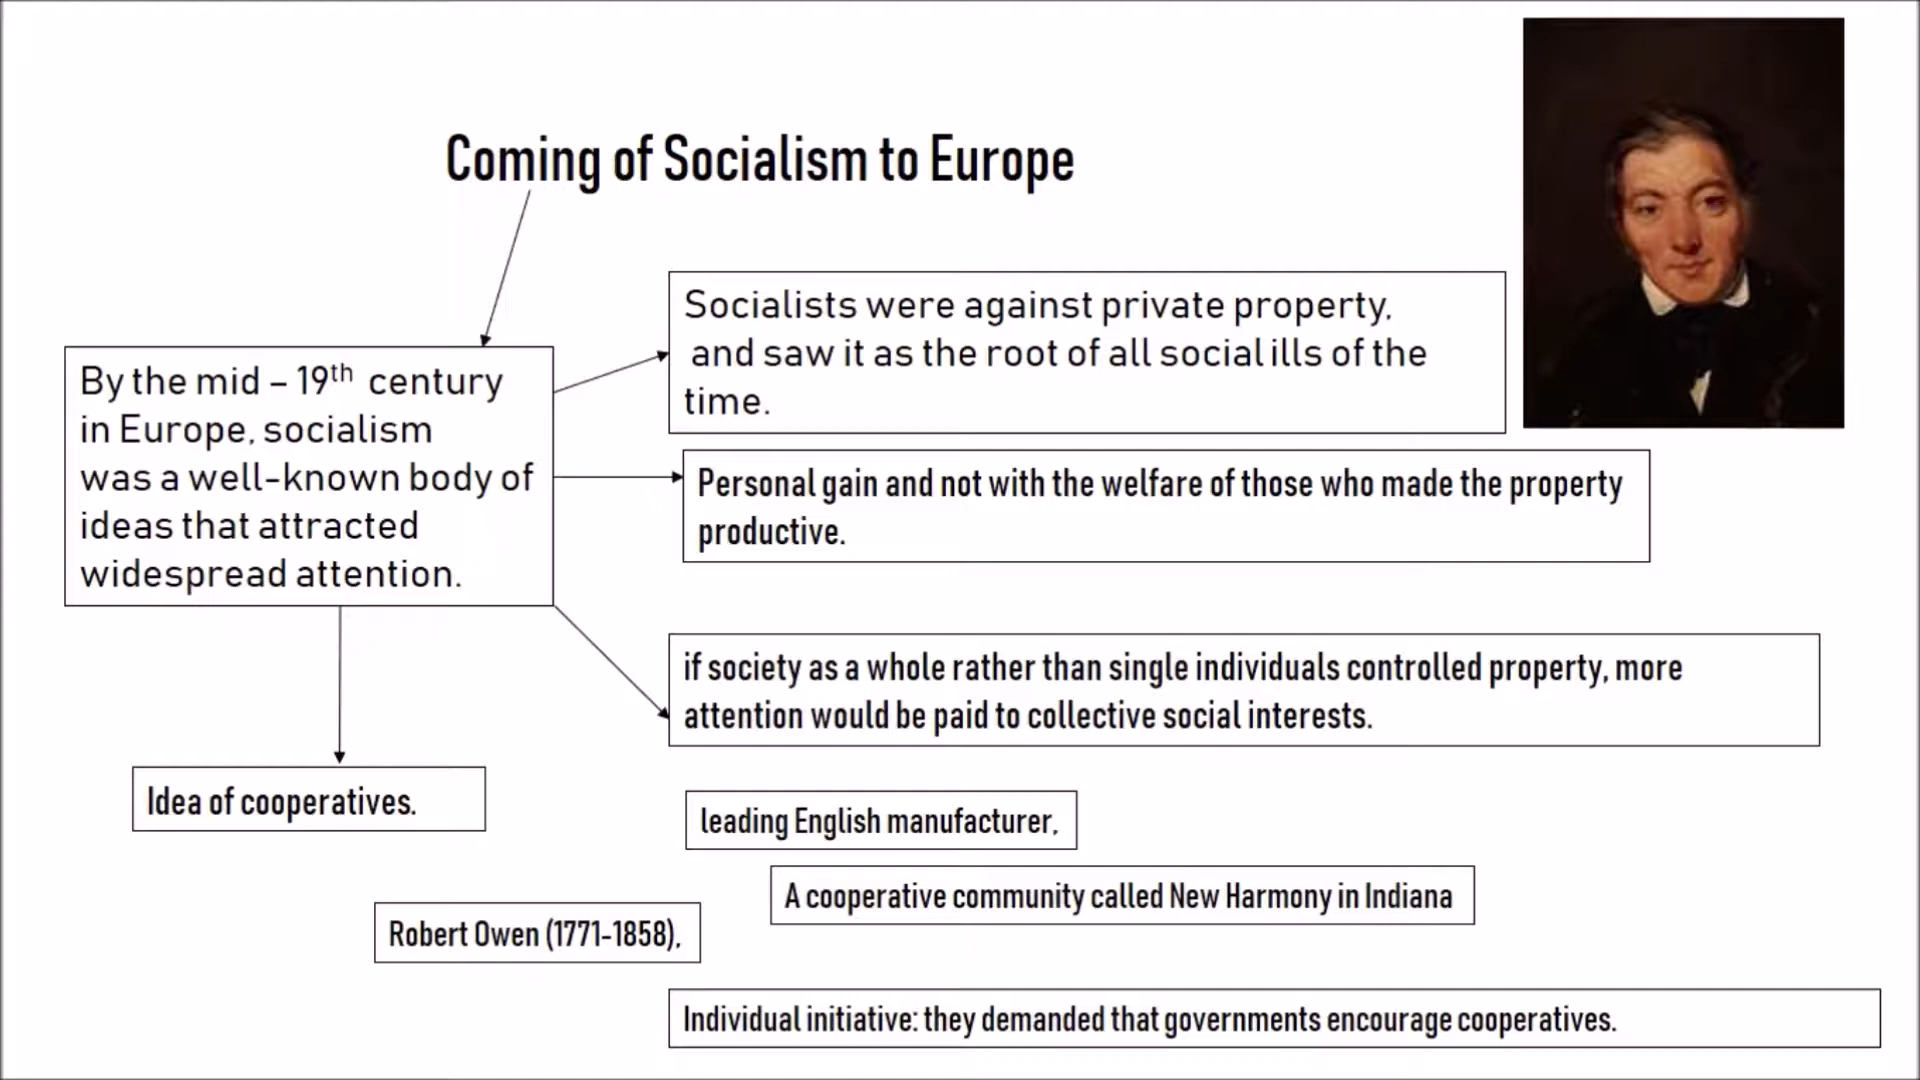 Coming of Socialism to Europe
By the mid – 19th century
in Europe, socialism
was a well-known body of
ideas that attracted
widespread attention.
Socialists were against private property,
and saw it as the root of all social ills of the
time.
Personal gain and not with the welfare of those who made the property
productive.
if society as a whole rather than single individuals controlled property, more
attention would be paid to collective social interests.
Idea of cooperatives.
leading English manufacturer,
A cooperative community called New Harmony in Indiana
Robert Owen (1771-1858),
Individual initiative: they demanded that governments encourage cooperatives.